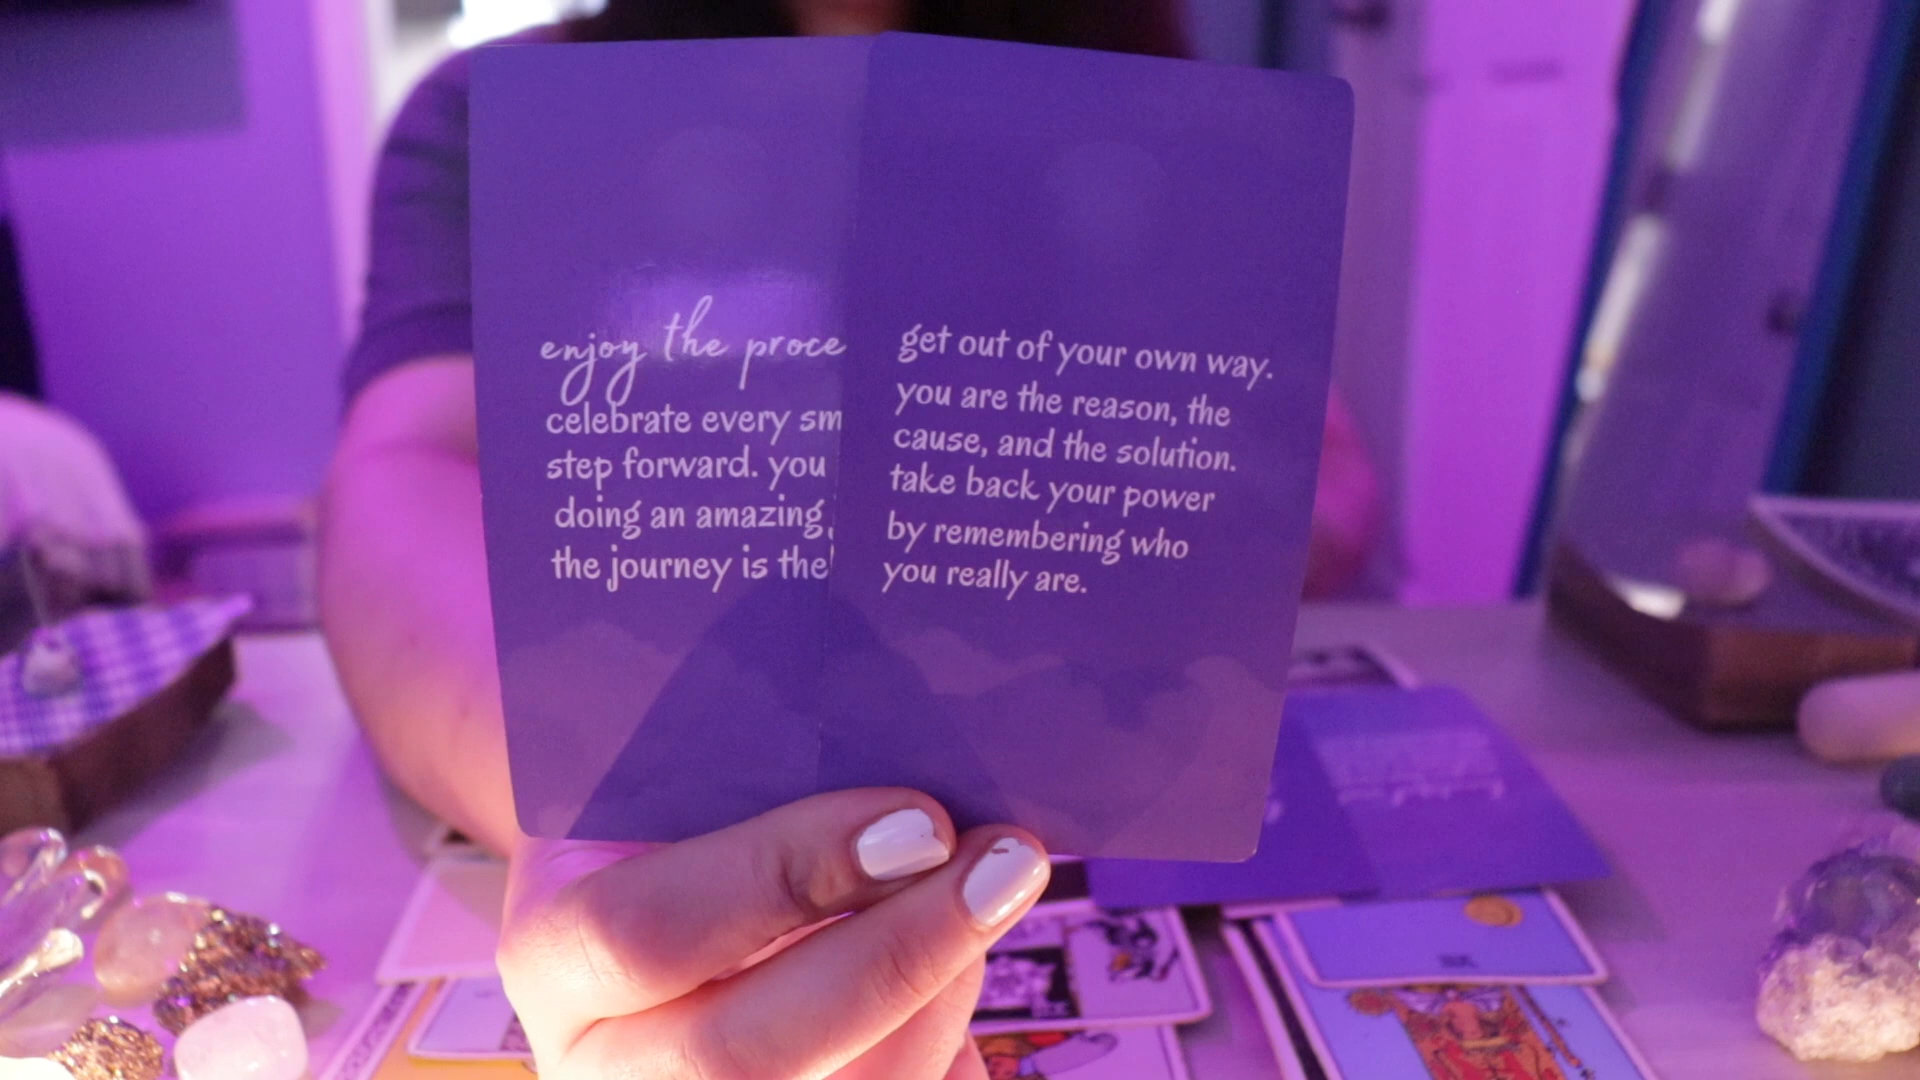 enjoy the proce
celebrate every sm
step forward. you
doing an amazing
the journey is the
get out of your own way.
you are the reason, the
cause, and the solution.
take back your power
by remembering who
you really are.